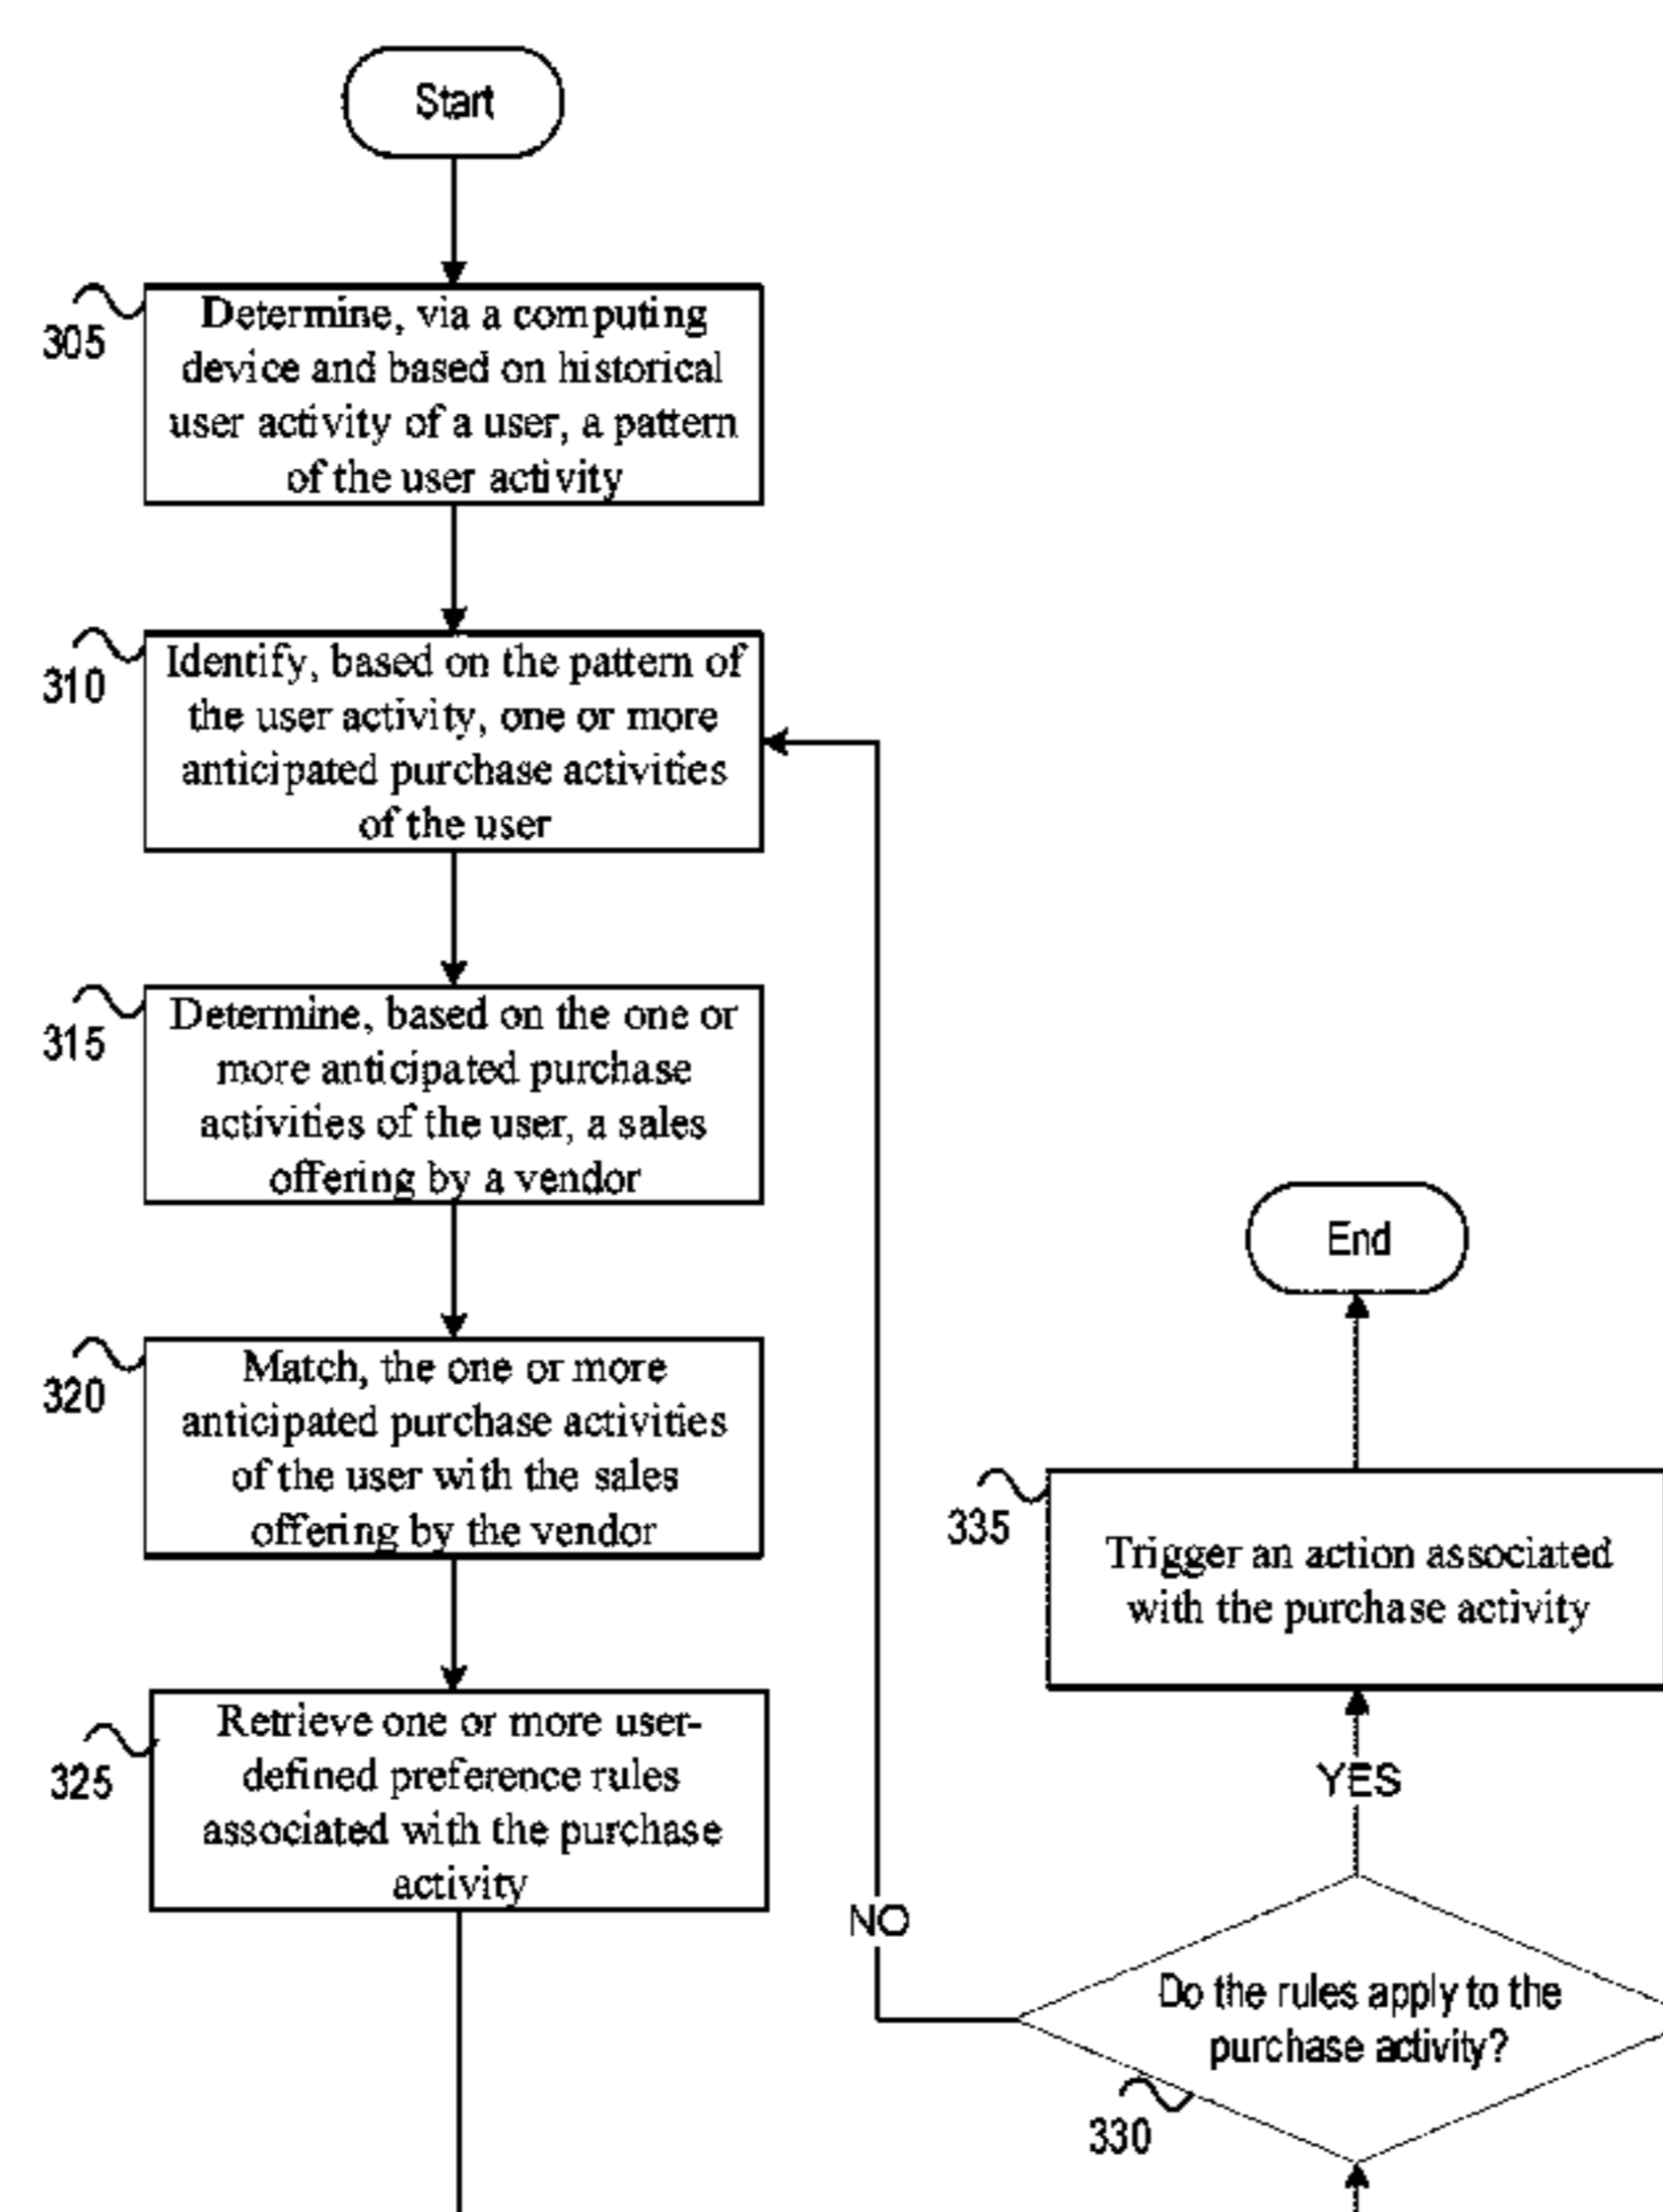 Start
305
Determine, via a computing
device and based on historical
user activity of a user, a pattern
of the user activity
310
Identify, based on the pattern of
the user activity, one or more
anticipated purchase activities
of the user
315
Determine, based on the one or
more anticipated purchase
activities of the user, a sales
offering by a vendor
320
Match, the one or more
anticipated purchase activities
of the user with the sales
offering by the vendor
325
Retrieve one or more user-
defined preference rules
associated with the purchase
activity
NO
Do the rules apply to the
purchase activity?
330
YES
335
Trigger an action associated
with the purchase activity
End